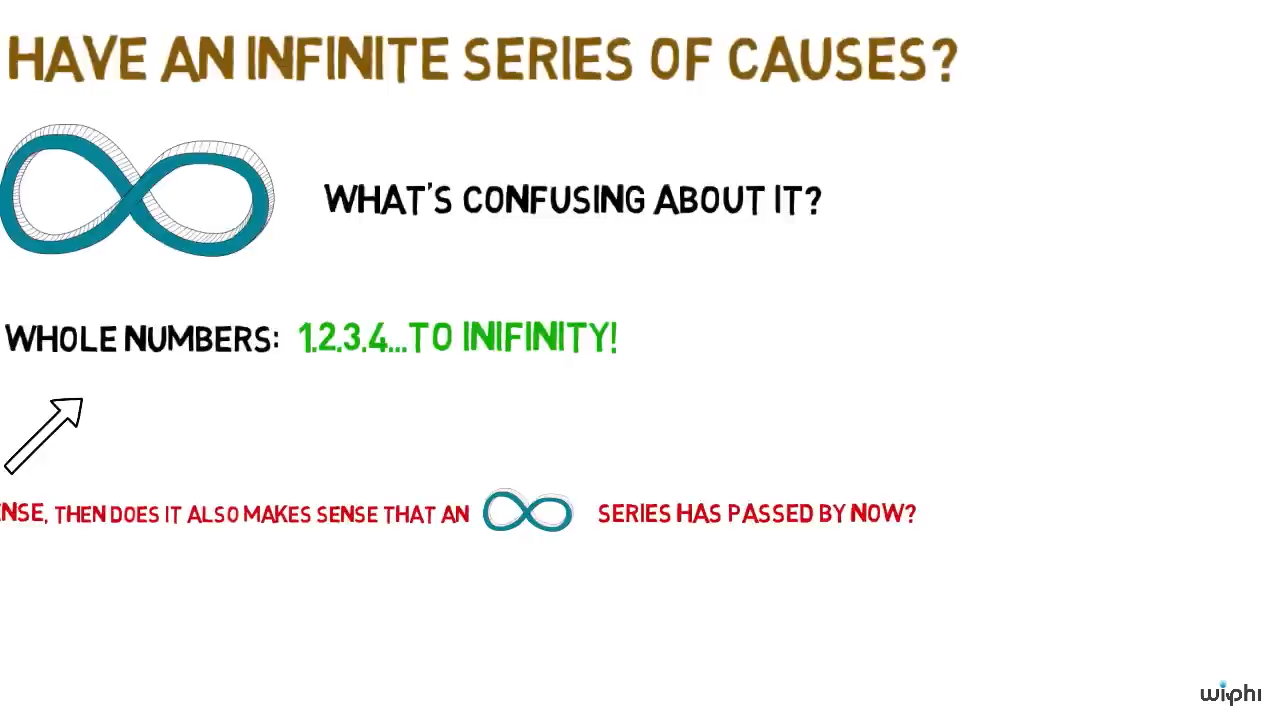 HAVE AN INFINITE SERIES OF CAUSES?
WHAT'S CONFUSING ABOUT IT?
WHOLE NUMBERS: 1.2.3.4...TO INIFINITY!
ENSE, THEN DOES IT ALSO MAKES SENSE THAT AN ∞ SERIES HAS PASSED BY NOW?
wiphi